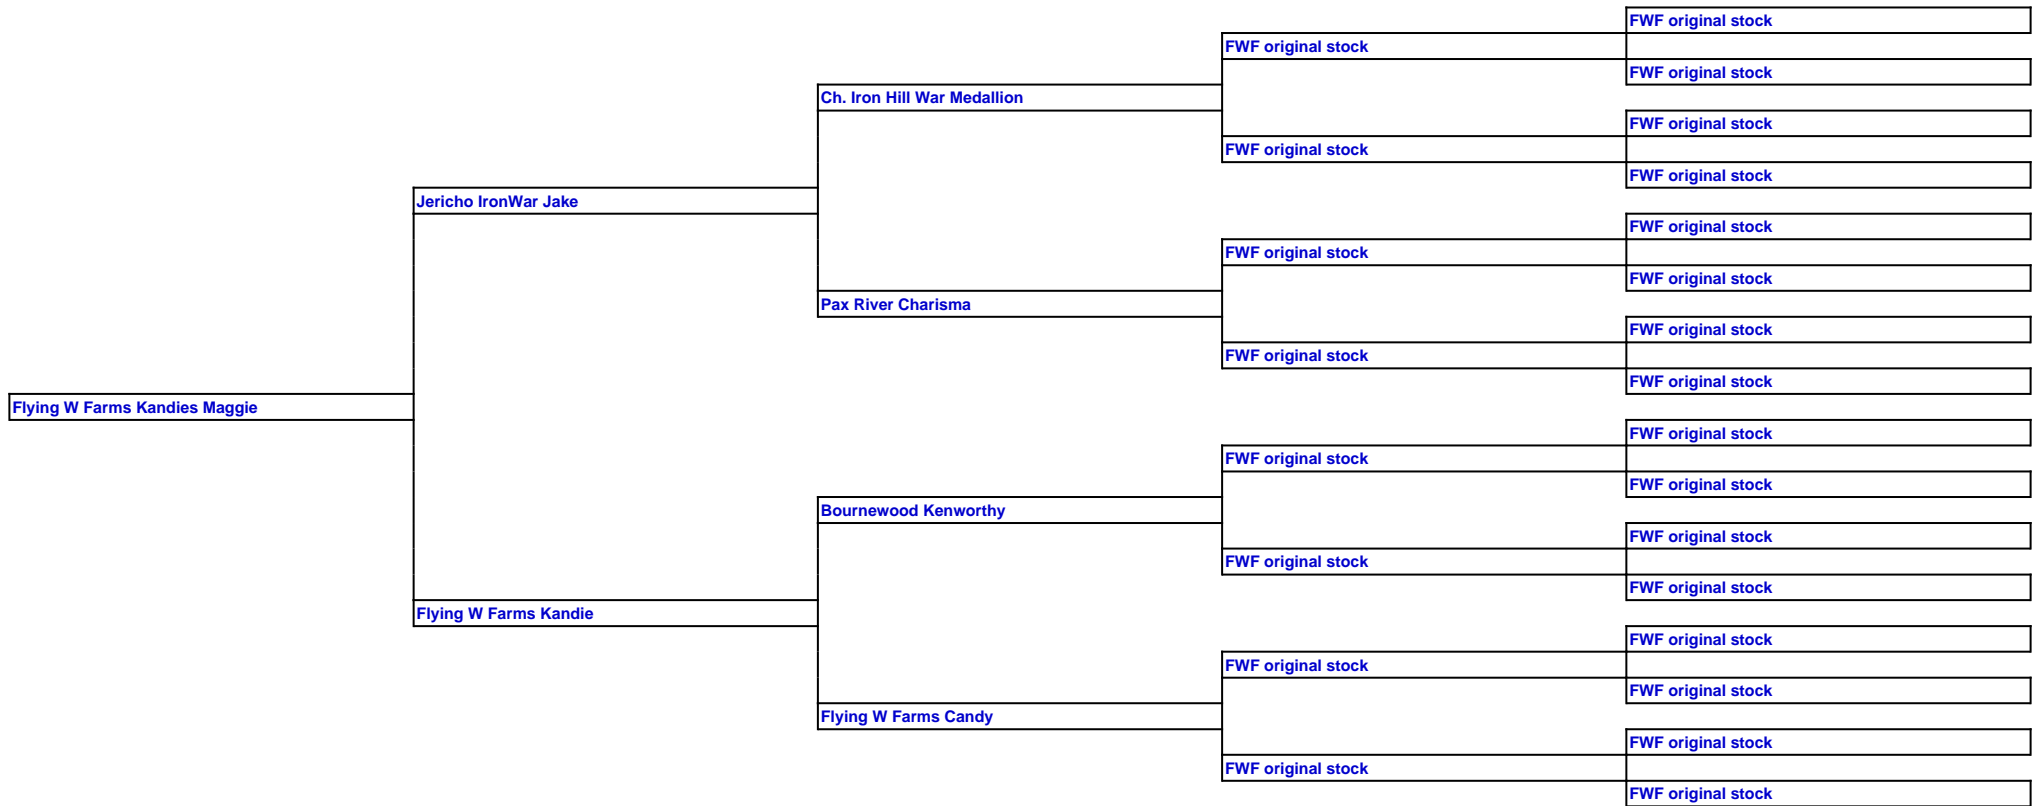 FWF original stock
FWF original stock
FWF original stock
Ch. Iron Hill War Medallion
FWF original stock
FWF original stock
FWF original stock
Jericho IronWar Jake
FWF original stock
FWF original stock
FWF original stock
Pax River Charisma
FWF original stock
FWF original stock
FWF original stock
Flying W Farms Kandies Maggie
FWF original stock
FWF original stock
FWF original stock
Bournewood Kenworthy
FWF original stock
FWF original stock
FWF original stock
Flying W Farms Kandie
FWF original stock
FWF original stock
FWF original stock
Flying W Farms Candy
FWF original stock
FWF original stock
FWF original stock